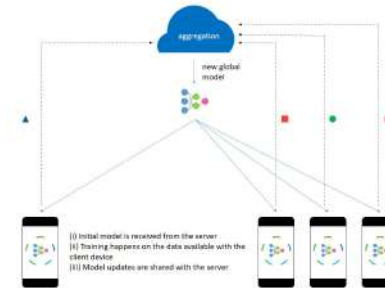 aggregation
new global
model
(i) Initial model is received from the server
(ii) Training happens on the data available with the
client device
(iii) Model updates are shared with the server